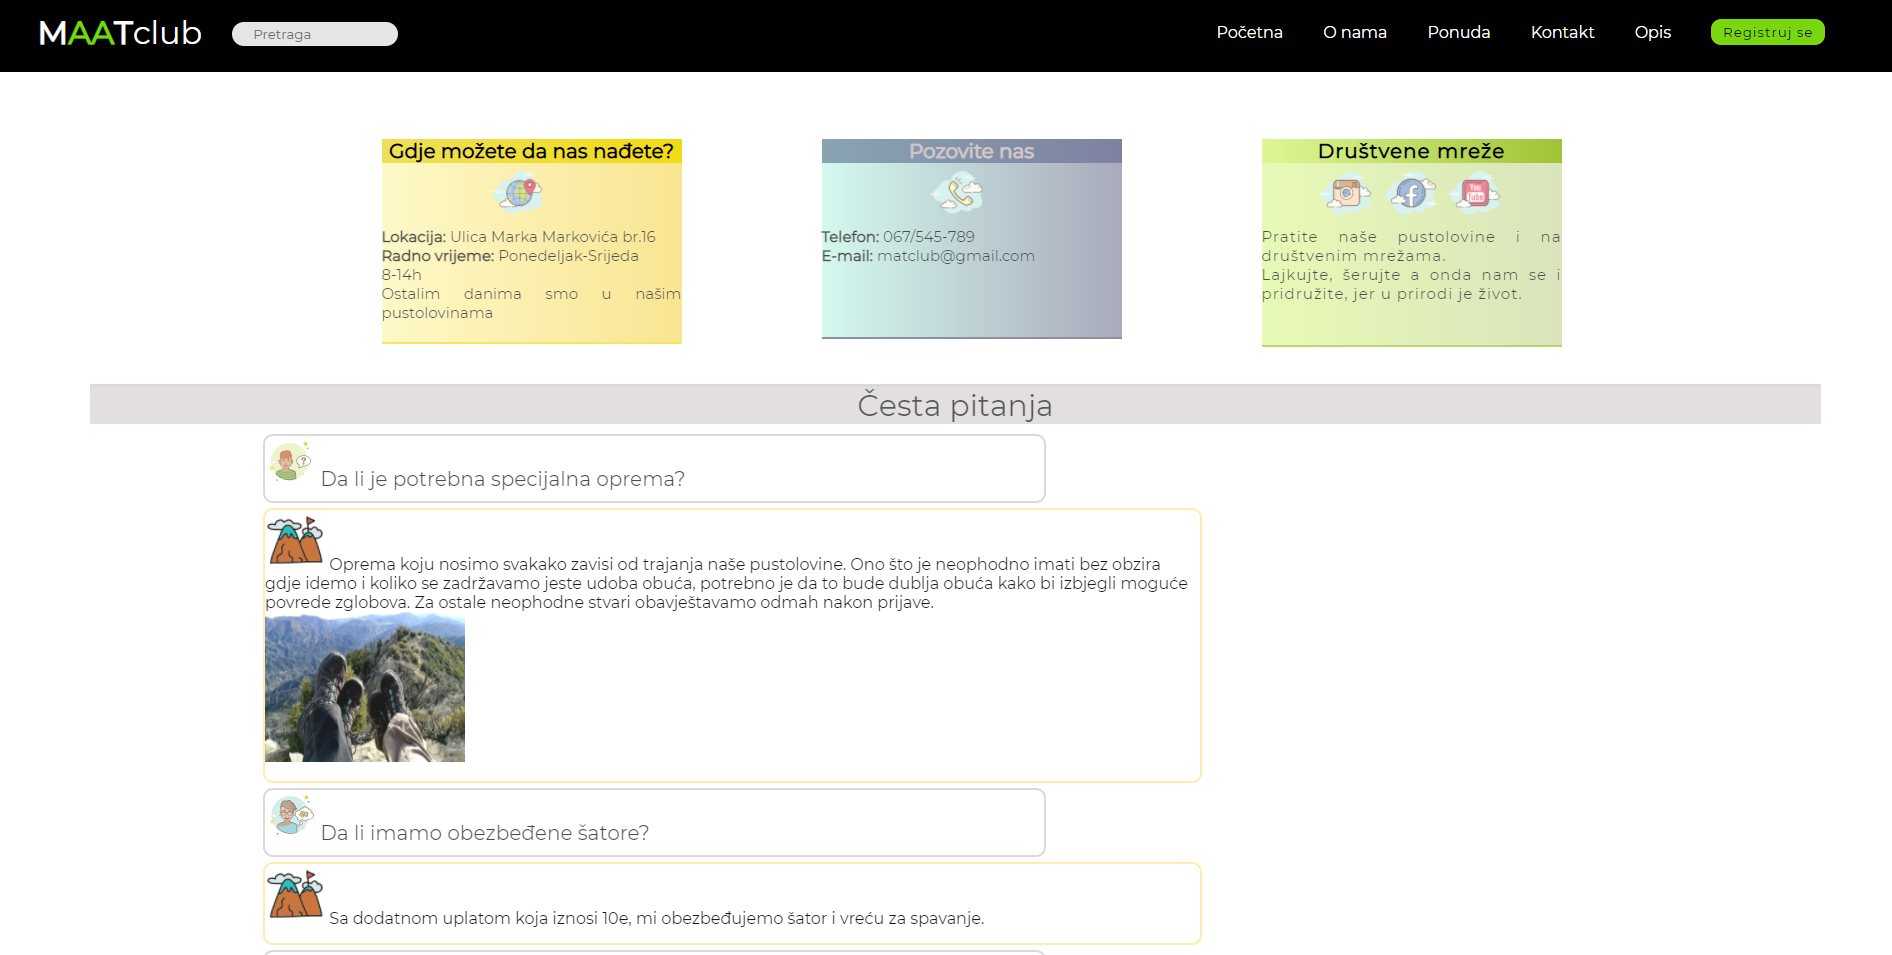 MAATclub
Pretraga
Početna
O nama
Ponuda
Kontakt
Opis
Registruj se
Gdje možete da nas nađete?
Lokacija: Ulica Marka Markovića br.16
Radno vrijeme: Ponedeljak-Srijeda
8-14h
Ostalim danima smo u našim
pustolovinama
Pozovite nas
Telefon: 067/545-789
E-mail: matclub@gmail.com
Društvene mreže
You
Tube
Pratite naše pustolovine i na
društvenim mrežama.
Lajkujte, šerujte a onda nam se i
pridružite, jer u prirodi je život.
Česta pitanja
?
Da li je potrebna specijalna oprema?
Oprema koju nosimo svakako zavisi od trajanja naše pustolovine. Ono što je neophodno imati bez obzira
gdje idemo i koliko se zadržavamo jeste udoba obuća, potrebno je da to bude dublja obuća kako bi izbjegli moguće
povrede zglobova. Za ostale neophodne stvari obavještavamo odmah nakon prijave.
Da li imamo obezbeđene šatore?
Sa dodatnom uplatom koja iznosi 10e, mi obezbeđujemo šator i vreću za spavanje.